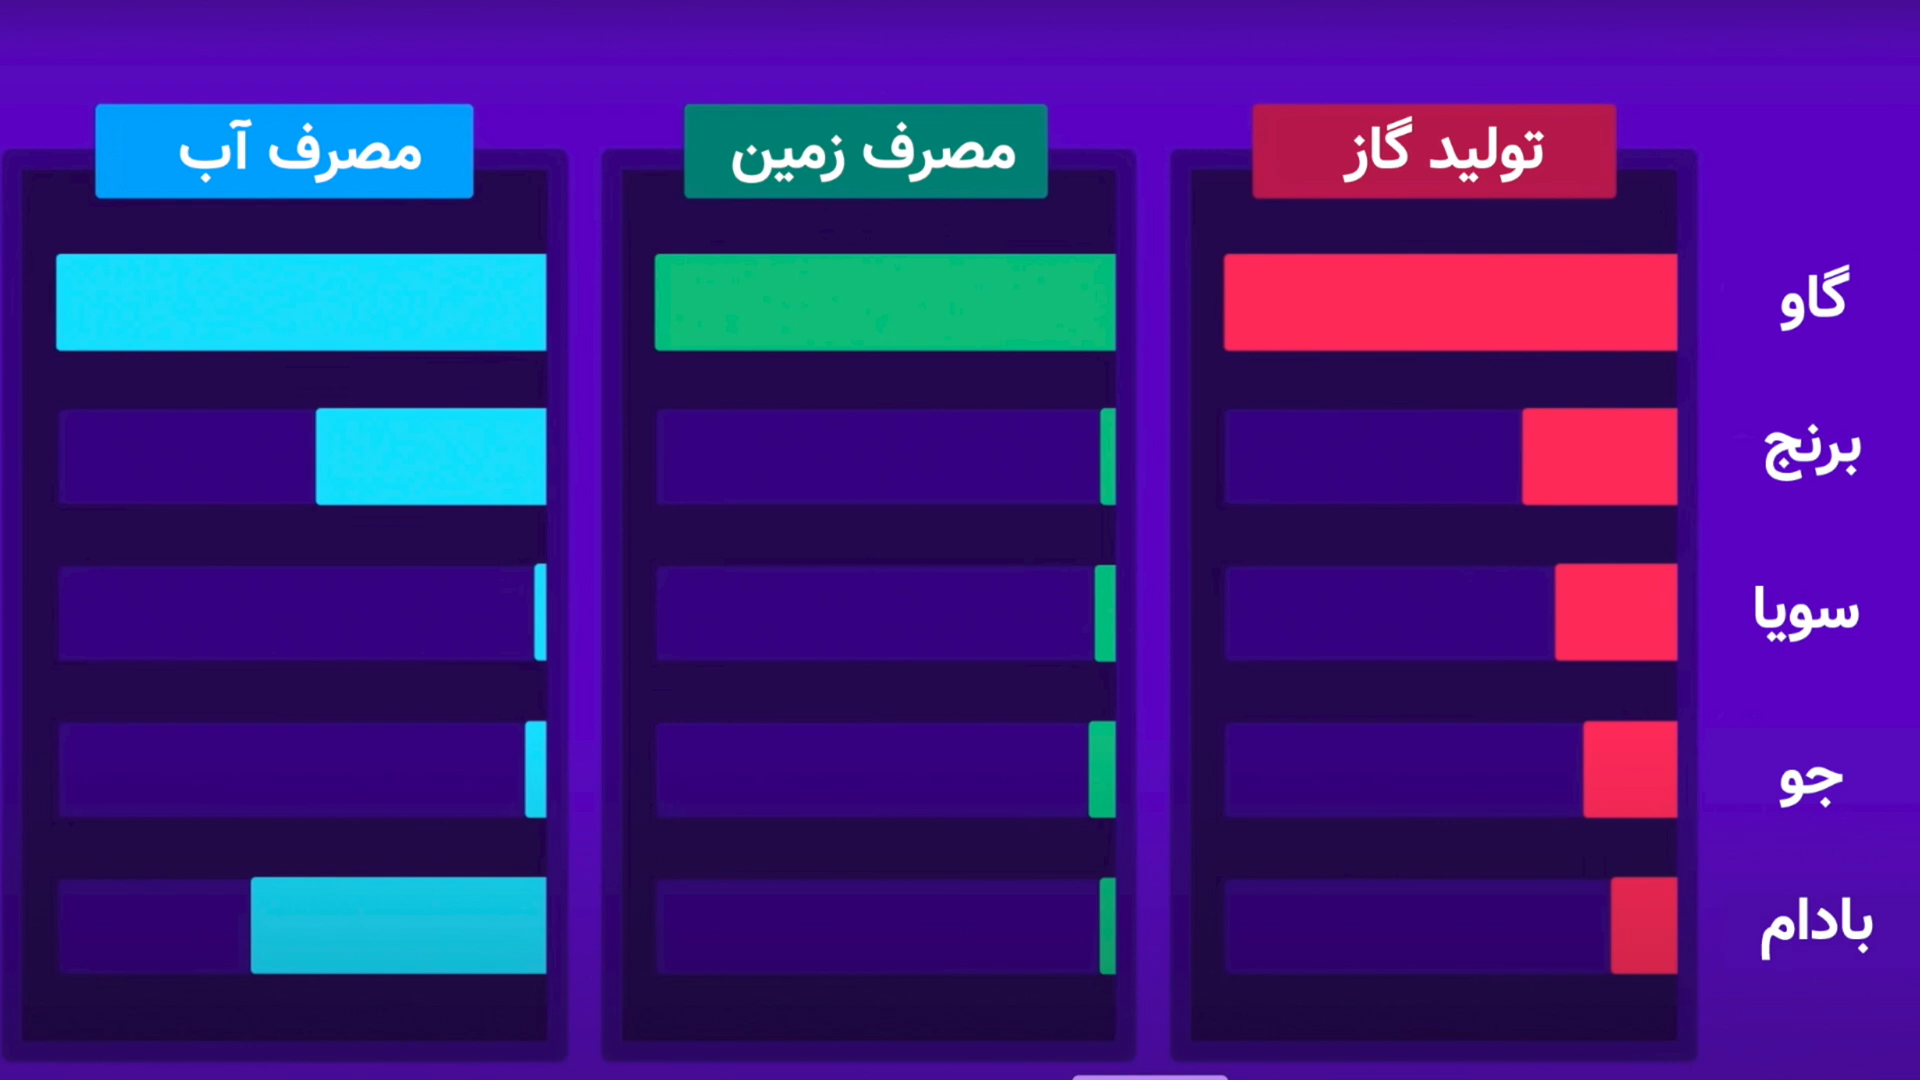 تولید گاز
مصرف زمین
مصرف آب
گاو
برنج
سویا
جو
بادام